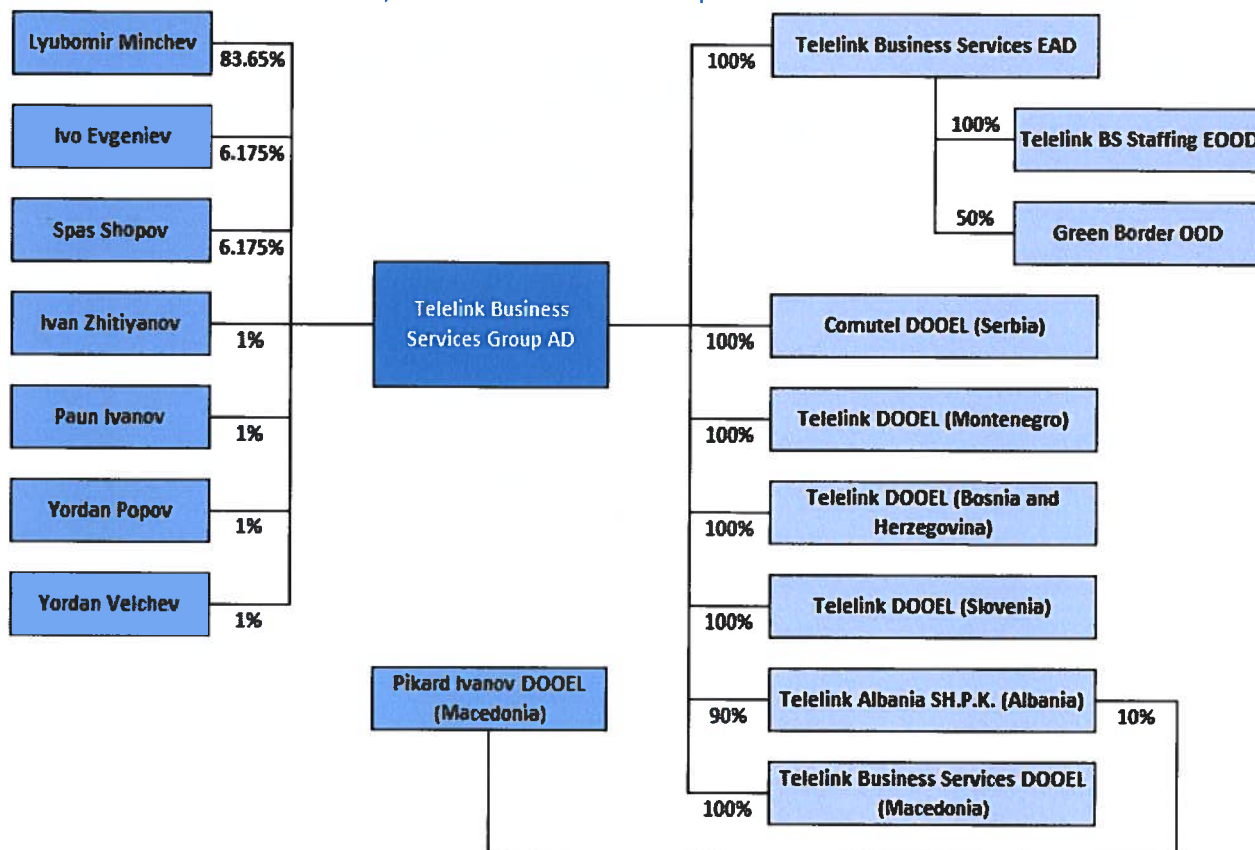 Lyubomir Minchev
83.65%
Ivo Evgeniev
6.175%
Spas Shopov
6.175%
Ivan Zhitiyanov
1%
Paun Ivanov
1%
Yordan Popov
1%
Yordan Velchev
1%
Telelink Business
Services Group AD
Pikard Ivanov DOOEL
(Macedonia)
100%
Telelink Business Services EAD
100%
Telelink BS Staffing EOOD
50%
Green Border OOD
100%
Comutel DOOEL (Serbia)
100%
Telelink DOOEL (Montenegro)
100%
Telelink DOOEL (Bosnia and
Herzegovina)
100%
Telelink DOOEL (Slovenia)
90%
Telelink Albania SH.P.K. (Albania)
10%
100%
Telelink Business Services DOOEL
(Macedonia)